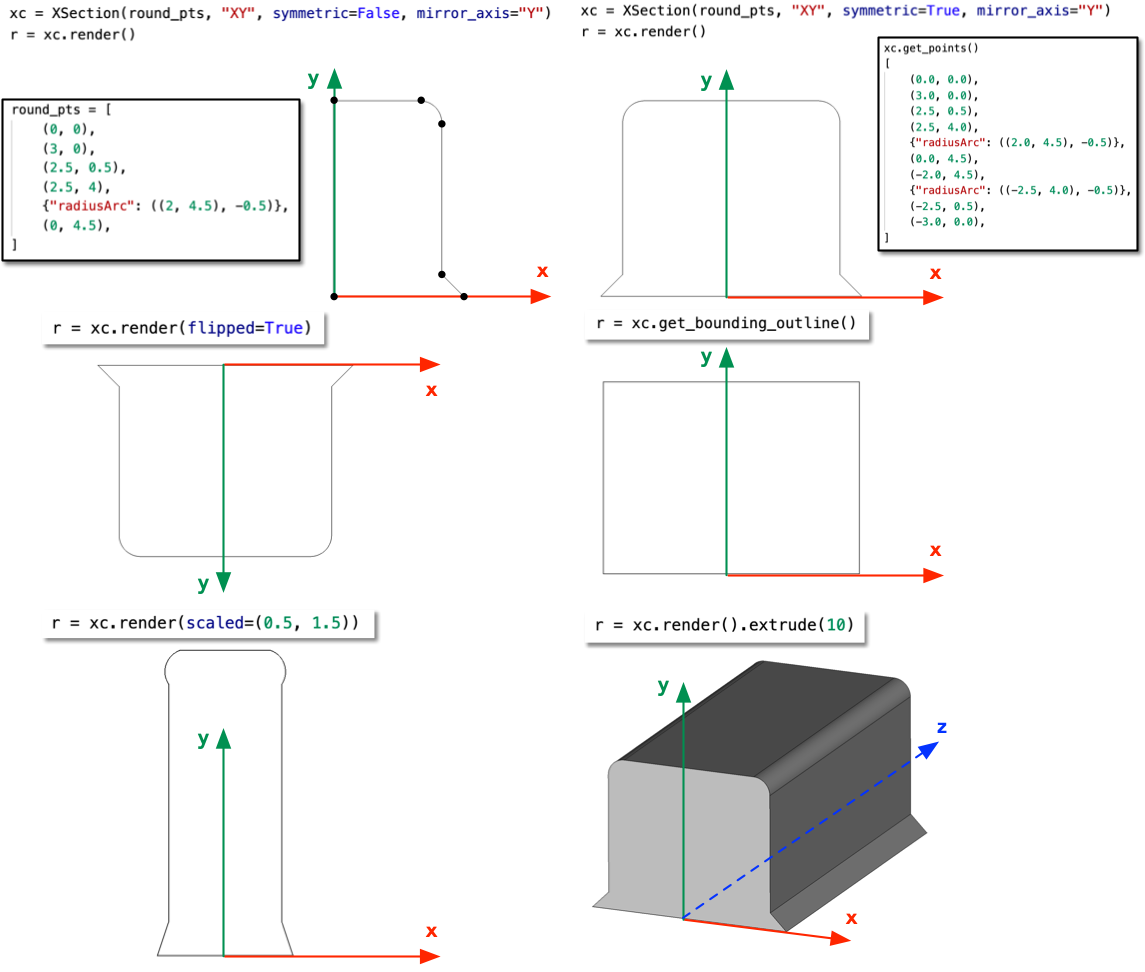 xc = XSection(round_pts, "XY", symmetric=False, mirror_axis="Y")
r = xc.render()
round_pts = [
(0, 0),
(3, 0),
(2.5, 0.5),
(2.5, 4),
{"radiusArc": ((2, 4.5), -0.5)},
(0, 4.5),
]
y
x
xc = XSection(round_pts, "XY", symmetric=True, mirror_axis="Y")
r = xc.render()
xc.get_points()
[
(0.0, 0.0),
(3.0, 0.0),
(2.5, 0.5),
(2.5, 4.0),
{"radiusArc": ((2.0, 4.5), -0.5)},
(0.0, 4.5),
(-2.0, 4.5),
{"radiusArc": ((-2.5, 4.0), -0.5)},
(-2.5, 0.5),
(-3.0, 0.0),
]
y
x
r = xc.render(flipped=True)
x
y
r = xc.get_bounding_outline()
y
x
r = xc.render(scaled=(0.5, 1.5))
y
x
r = xc.render().extrude(10)
y
z
x